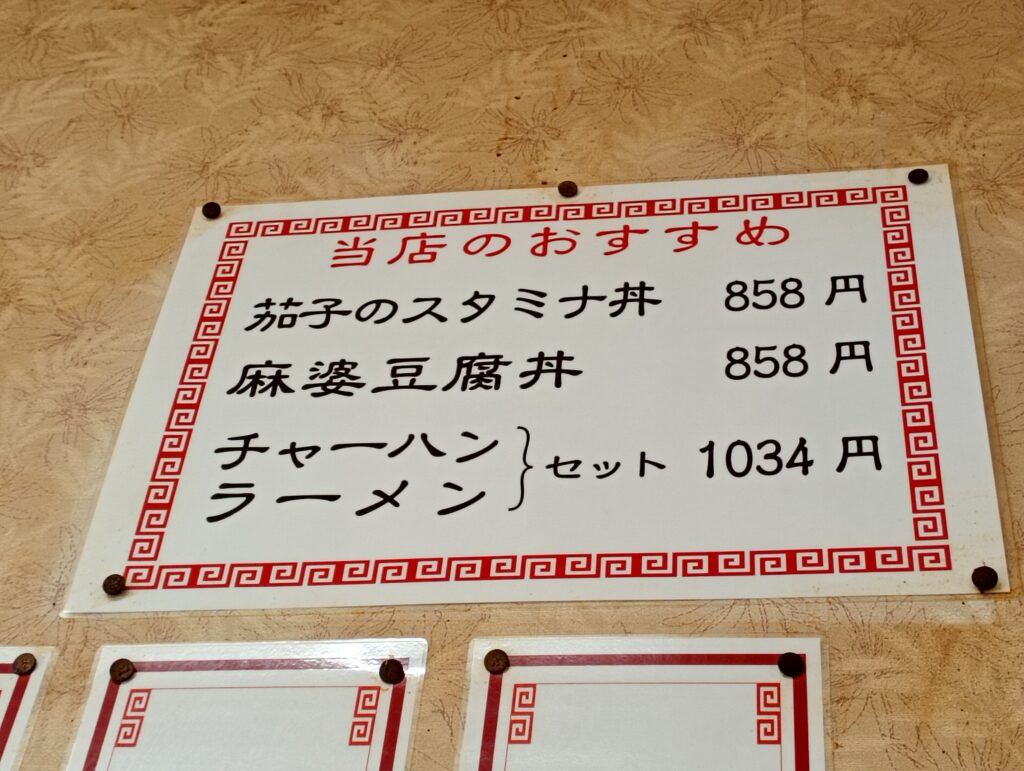 当店のおすすめ
茄子のスタミナ丼 858 円
麻婆豆腐丼 858 円
チャーハン
ラーメン } セット 1034 円